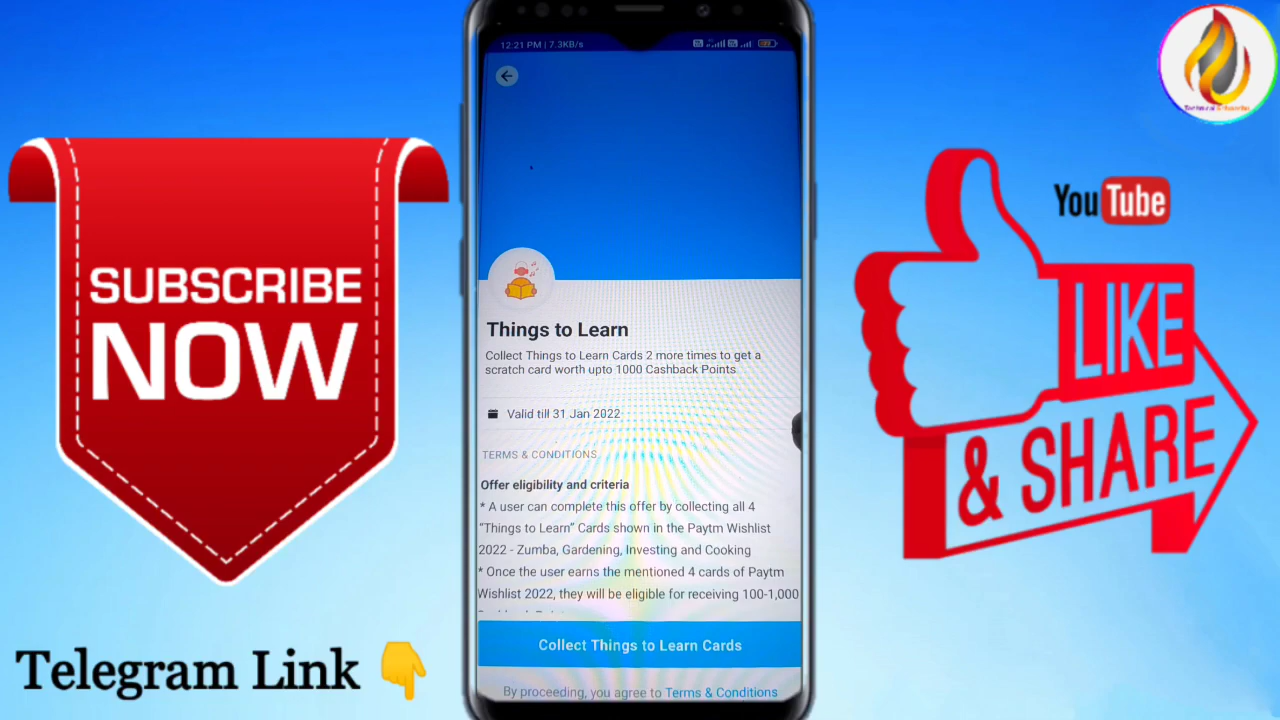 12:21 PM | 7.3KB/s
SUBSCRIBE
NOW
Telegram Link 👇
Things to Learn
Collect Things to Learn Cards 2 more times to get a
scratch card worth upto 1000 Cashback Points
Valid till 31 Jan 2022
TERMS & CONDITIONS
Offer eligibility and criteria
* A user can complete this offer by collecting all 4
"Things to Learn" Cards shown in the Paytm Wishlist
2022 - Zumba, Gardening, Investing and Cooking
* Once the user earns the mentioned 4 cards of Paytm
Wishlist 2022, they will be eligible for receiving 100-1,000
Collect Things to Learn Cards
By proceeding, you agree to Terms & Conditions
YouTube
LIKE
& SHARE